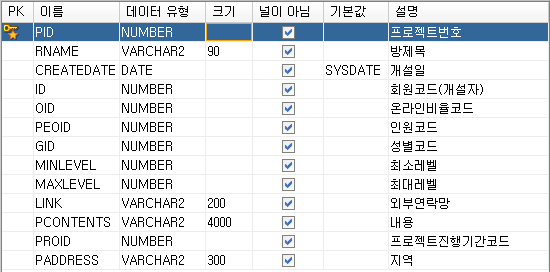 PK 이름 데이터 유형 크기 널이 아님 기본값 설명
PID NUMBER 프로젝트번호
RNAME VARCHAR2 90 방제목
CREATEDATE DATE SYSDATE 개설일
ID NUMBER 회원코드(개설자)
OID NUMBER 온라인비율코드
PEOID NUMBER 인원코드
GID NUMBER 성별코드
MINLEVEL NUMBER 최소레벨
MAXLEVEL NUMBER 최대레벨
LINK VARCHAR2 200 외부연락망
PCONTENTS VARCHAR2 4000 내용
PROID NUMBER 프로젝트진행기간코드
PADDRESS VARCHAR2 300 지역